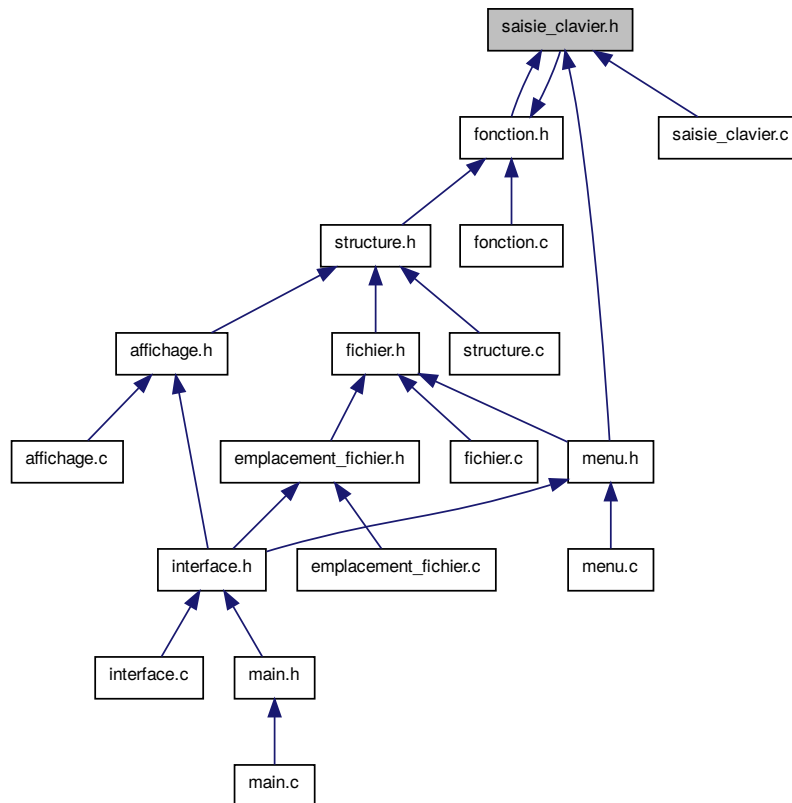 saisie_clavier.h
fonction.h
saisie_clavier.c
structure.h
fonction.c
affichage.h
fichier.h
structure.c
affichage.c
emplacement_fichier.h
fichier.c
menu.h
interface.h
emplacement_fichier.c
menu.c
interface.c
main.h
main.c